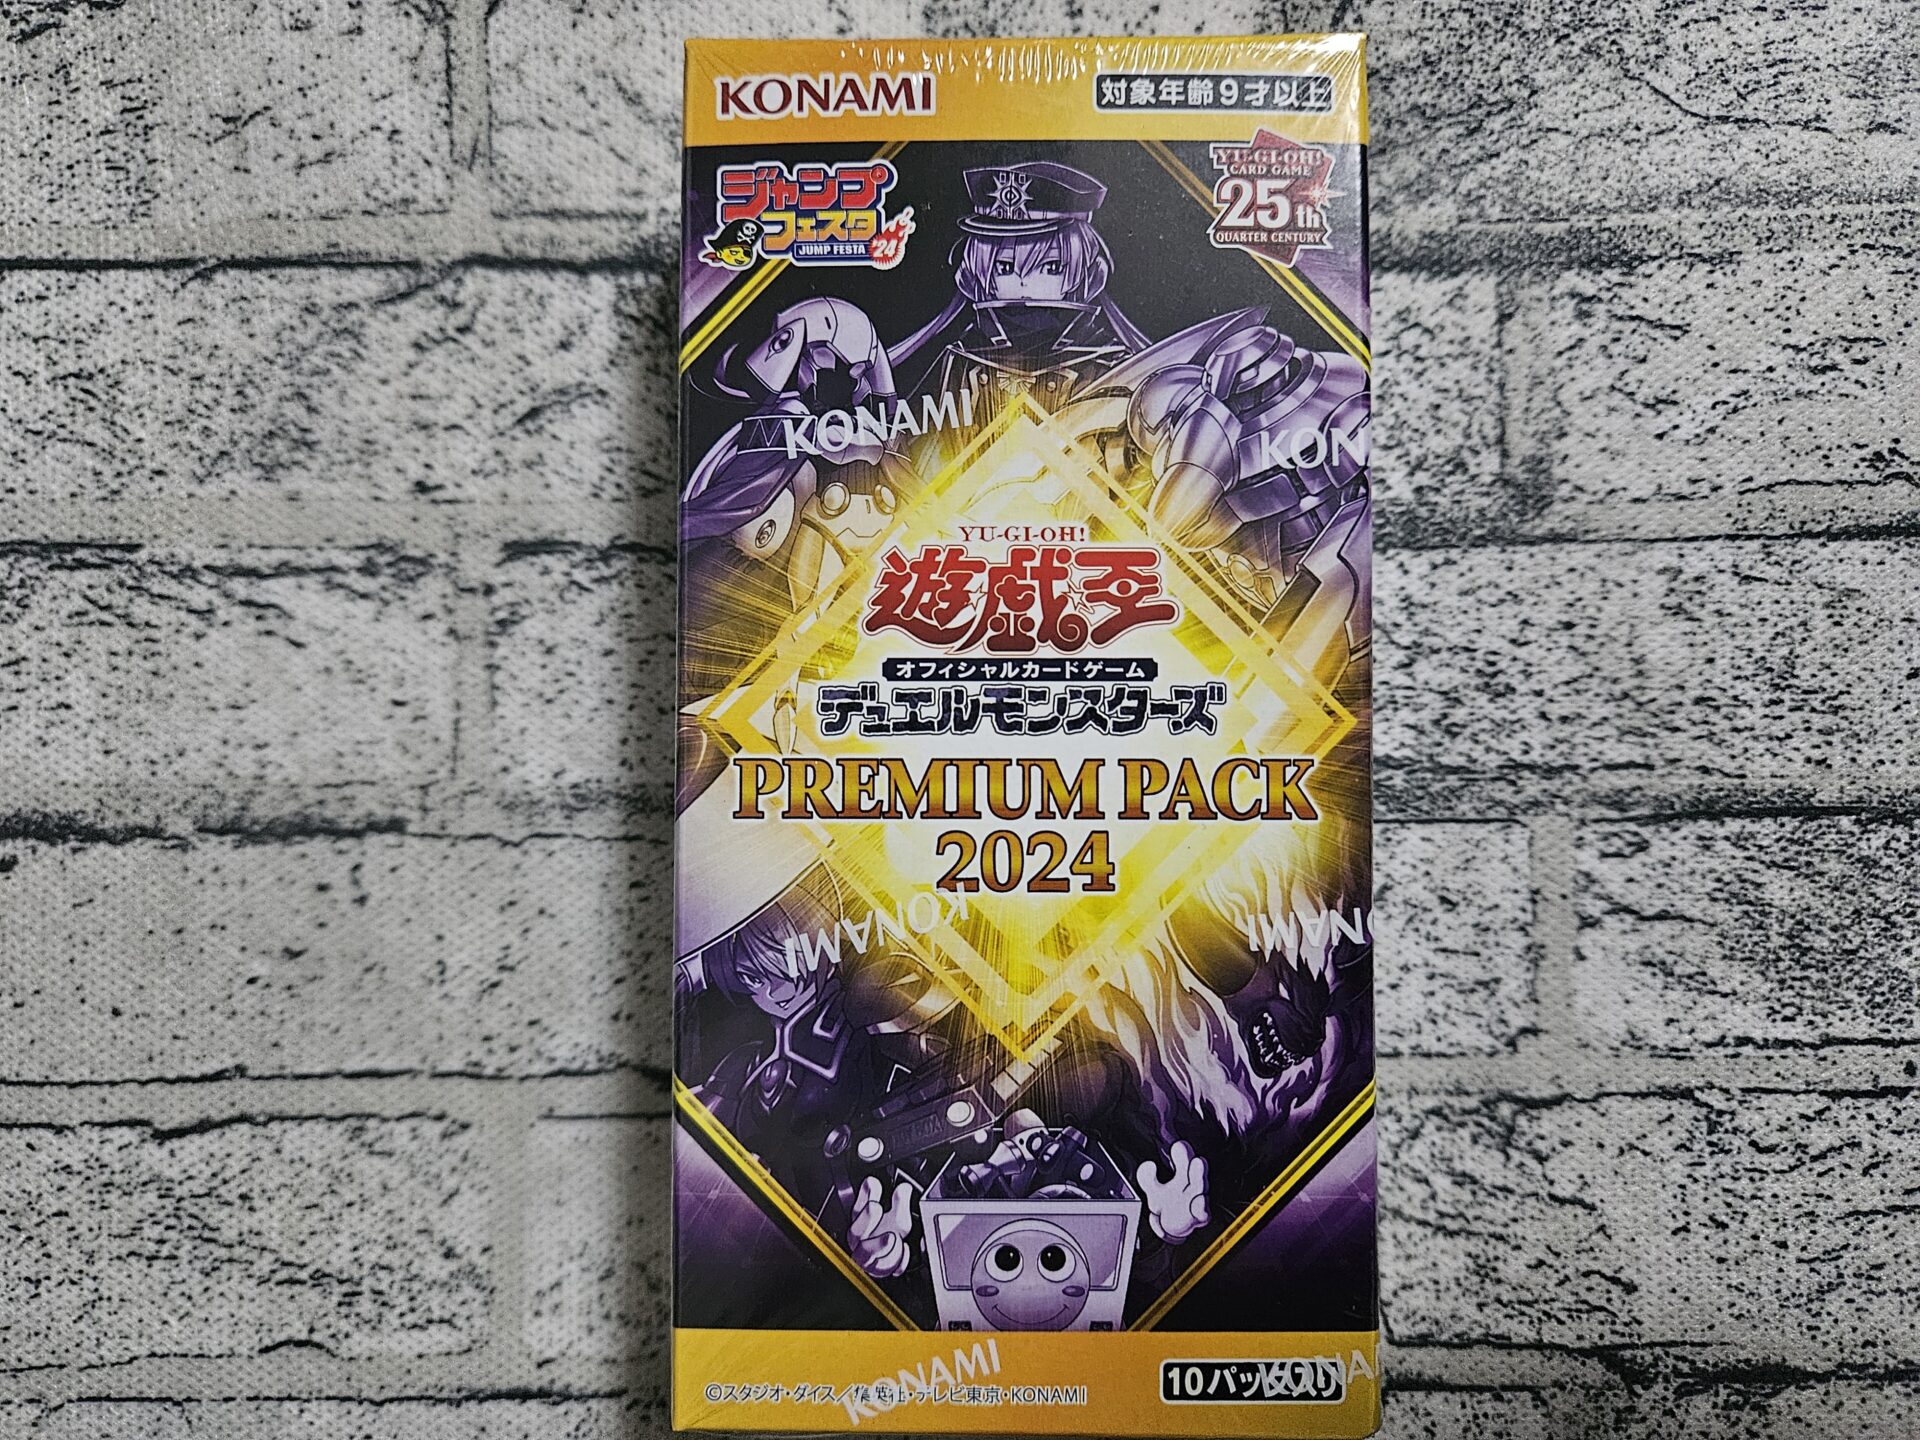 KONAMI
対象年齢9才以上
ジャンプ
フェスタ
JUMP FESTA '24
YU-GI-OH!
CARD GAME
25th
QUARTER CENTURY
KONAMI
KON
YU-GI-OH!
遊戯王
オフィシャルカードゲーム
デュエルモンスターズ
PREMIUM PACK
2024
KONAMI
ONAMI
KONAMI
©スタジオ・ダイス/集英社・テレビ東京・KONAMI
10パック入り
KONA